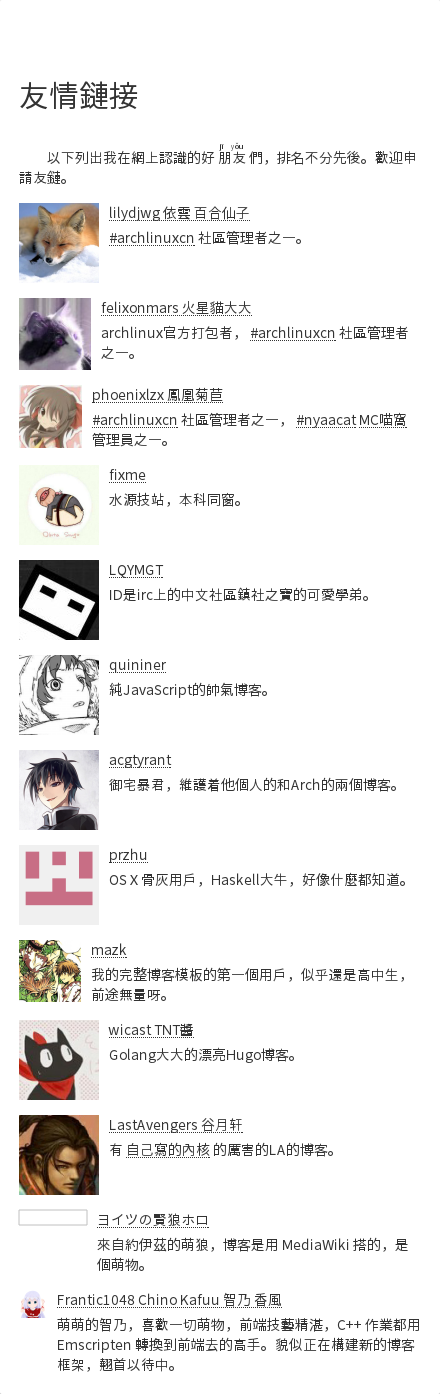 友情鏈接
jī yǒu
以下列出我在網上認識的好 朋友 們，排名不分先後。歡迎申
請友鏈。
lilydjwg 依雲 百合仙子
#archlinuxcn 社區管理者之一。
felixonmars 火星貓大大
archlinux官方打包者， #archlinuxcn 社區管理者
之一。
phoenixlzx 鳳凰菊苣
#archlinuxcn 社區管理者之一， #nyaacat MC喵窩
管理員之一。
fixme
水源技站，本科同窗。
LQYMGT
ID是irc上的中文社區鎮社之寶的可愛學弟。
quininer
純JavaScript的帥氣博客。
acgtyrant
御宅暴君，維護着他個人的和Arch的兩個博客。
przhu
OS X 骨灰用戶，Haskell大牛，好像什麼都知道。
mazk
我的完整博客模板的第一個用戶，似乎還是高中生，
前途無量呀。
wicast TNT醬
Golang大大的漂亮Hugo博客。
LastAvengers 谷月轩
有 自己寫的內核 的厲害的LA的博客。
ヨイツの賢狼ホロ
來自約伊茲的萌狼，博客是用 MediaWiki 搭的，是
個萌物。
Frantic1048 Chino Kafuu 智乃 香風
萌萌的智乃，喜歡一切萌物，前端技藝精湛，C++ 作業都用
Emscripten 轉換到前端去的高手。貌似正在構建新的博客
框架，翹首以待中。